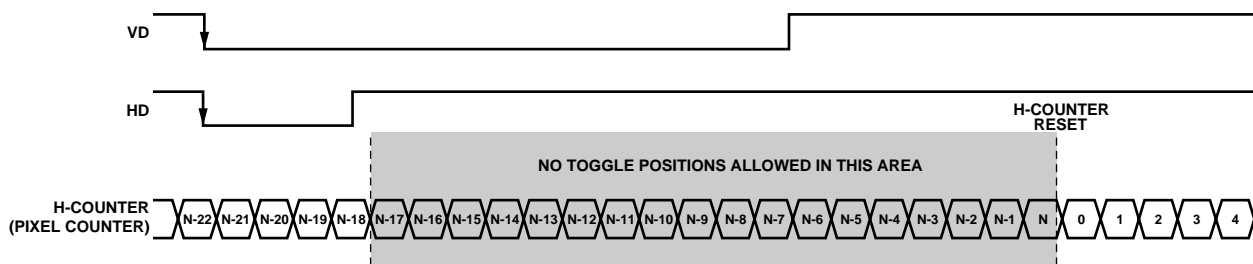 VD
HD
H-COUNTER
RESET
NO TOGGLE POSITIONS ALLOWED IN THIS AREA
H-COUNTER
(PIXEL COUNTER)
N-22 N-21 N-20 N-19 N-18 N-17 N-16 N-15 N-14 N-13 N-12 N-11 N-10 N-9 N-8 N-7 N-6 N-5 N-4 N-3 N-2 N-1 N 0 1 2 3 4